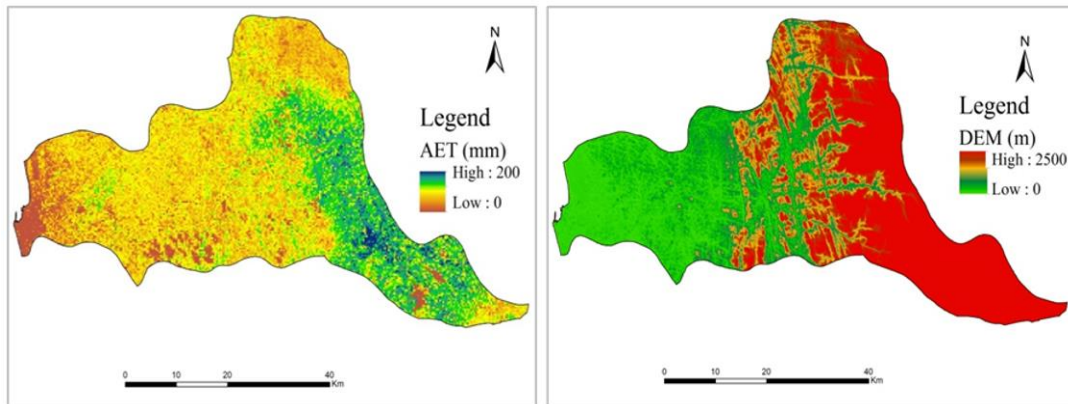 N
Legend
AET (mm)
High : 200
Low : 0
0 10 20 40
Km
N
Legend
DEM (m)
High : 2500
Low : 0
0 10 20 40
Km